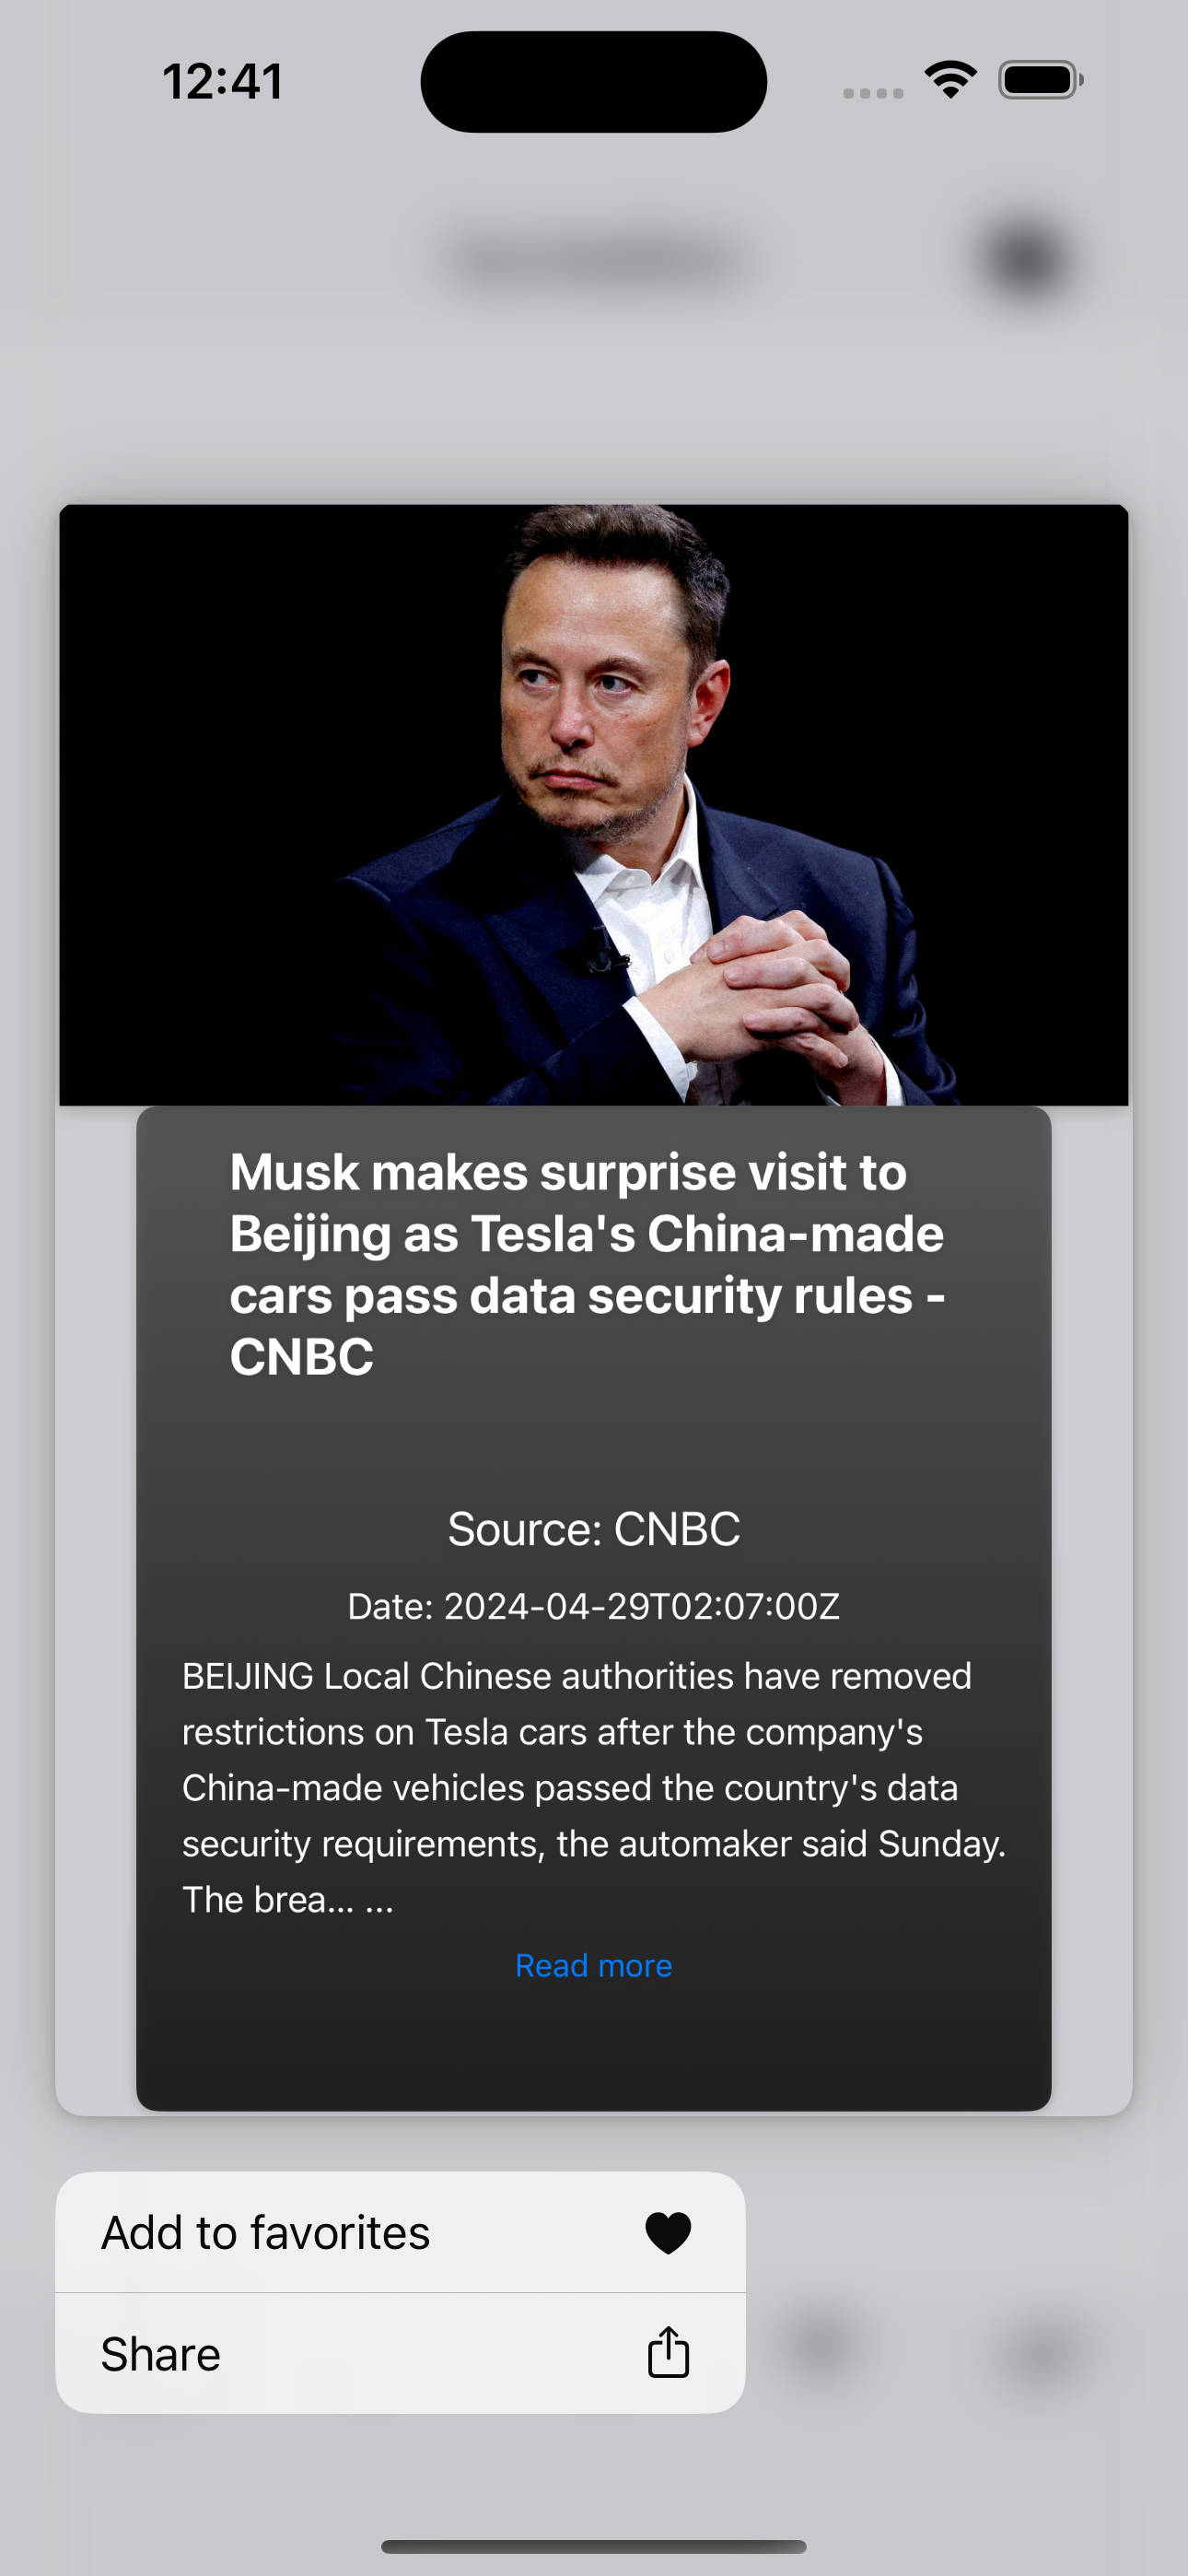 12:41
Musk makes surprise visit to
Beijing as Tesla's China-made
cars pass data security rules -
CNBC
Source: CNBC
Date: 2024-04-29T02:07:00Z
BEIJING Local Chinese authorities have removed
restrictions on Tesla cars after the company's
China-made vehicles passed the country's data
security requirements, the automaker said Sunday.
The brea... ...
Read more
Add to favorites
Share